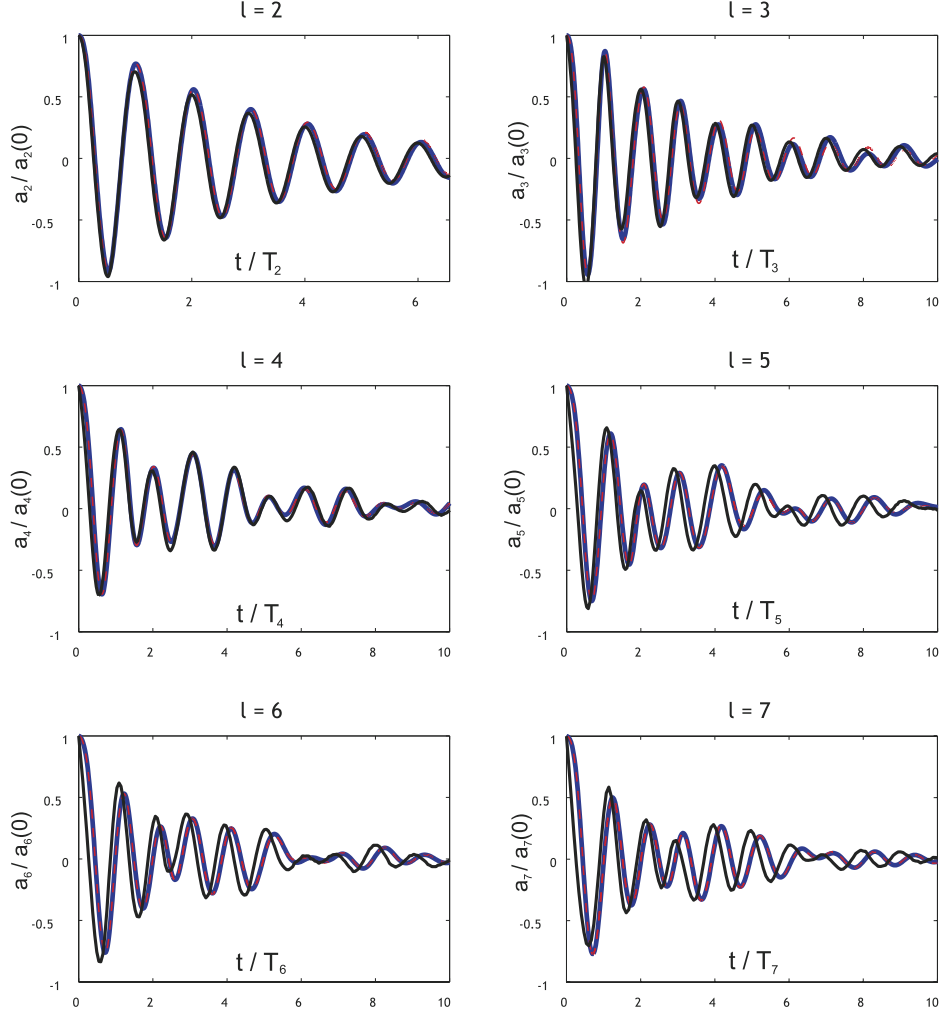 l = 2
1
0.5
0
-0.5
-1
a2 / a2(0)
t / T2
0 2 4 6
l = 3
1
0.5
0
-0.5
-1
a3 / a3(0)
t / T3
0 2 4 6 8 10
l = 4
1
0.5
0
-0.5
-1
a4 / a4(0)
t / T4
0 2 4 6 8 10
l = 5
1
0.5
0
-0.5
-1
a5 / a5(0)
t / T5
0 2 4 6 8 10
l = 6
1
0.5
0
-0.5
-1
a6 / a6(0)
t / T6
0 2 4 6 8 10
l = 7
1
0.5
0
-0.5
-1
a7 / a7(0)
t / T7
0 2 4 6 8 10